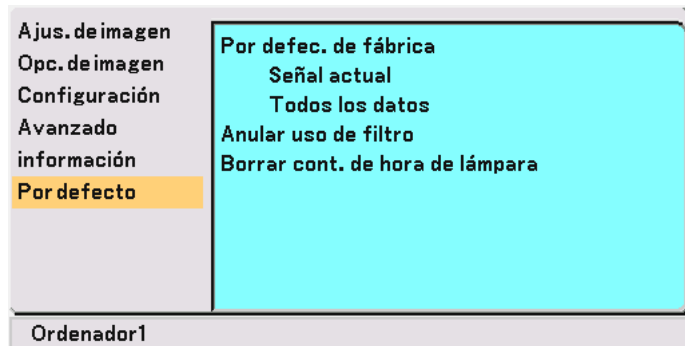 Ajus. de imagen
Opc. de imagen
Configuración
Avanzado
información
Por defecto
Por defec. de fábrica
Señal actual
Todos los datos
Anular uso de filtro
Borrar cont. de hora de lámpara
Ordenador1